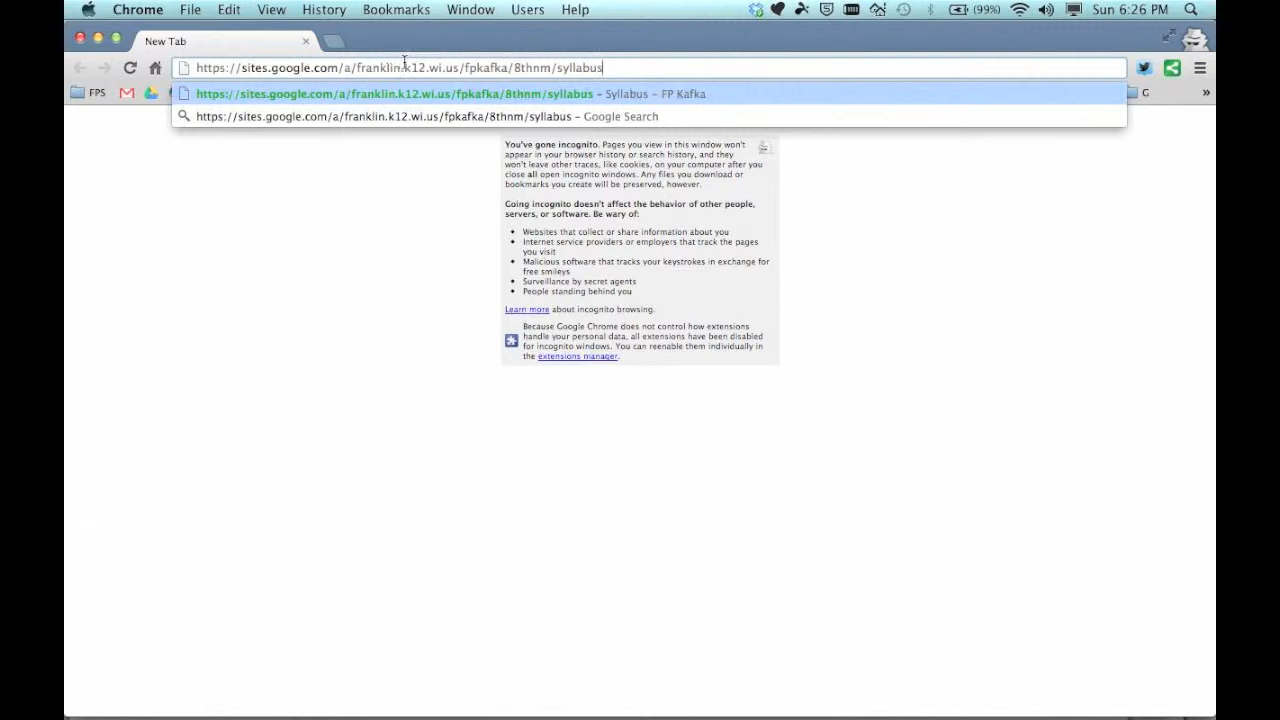 Chrome File Edit View History Bookmarks Window Users Help (99%) Sun 6:26 PM
New Tab
https://sites.google.com/a/franklin.k12.wi.us/fpkafka/8thnm/syllabus
FPS
https://sites.google.com/a/franklin.k12.wi.us/fpkafka/8thnm/syllabus – Syllabus – FP Kafka
G
»
https://sites.google.com/a/franklin.k12.wi.us/fpkafka/8thnm/syllabus – Google Search
You've gone incognito. Pages you view in this window won't
appear in your browser history or search history, and they
won't leave other traces, like cookies, on your computer after you
close all open incognito windows. Any files you download or
bookmarks you create will be preserved, however.
Going incognito doesn't affect the behavior of other people,
servers, or software. Be wary of:
• Websites that collect or share information about you
• Internet service providers or employers that track the pages
you visit
• Malicious software that tracks your keystrokes in exchange for
free smileys
• Surveillance by secret agents
• People standing behind you
Learn more about incognito browsing.
Because Google Chrome does not control how extensions
handle your personal data, all extensions have been disabled
for incognito windows. You can reenable them individually in
the extensions manager.